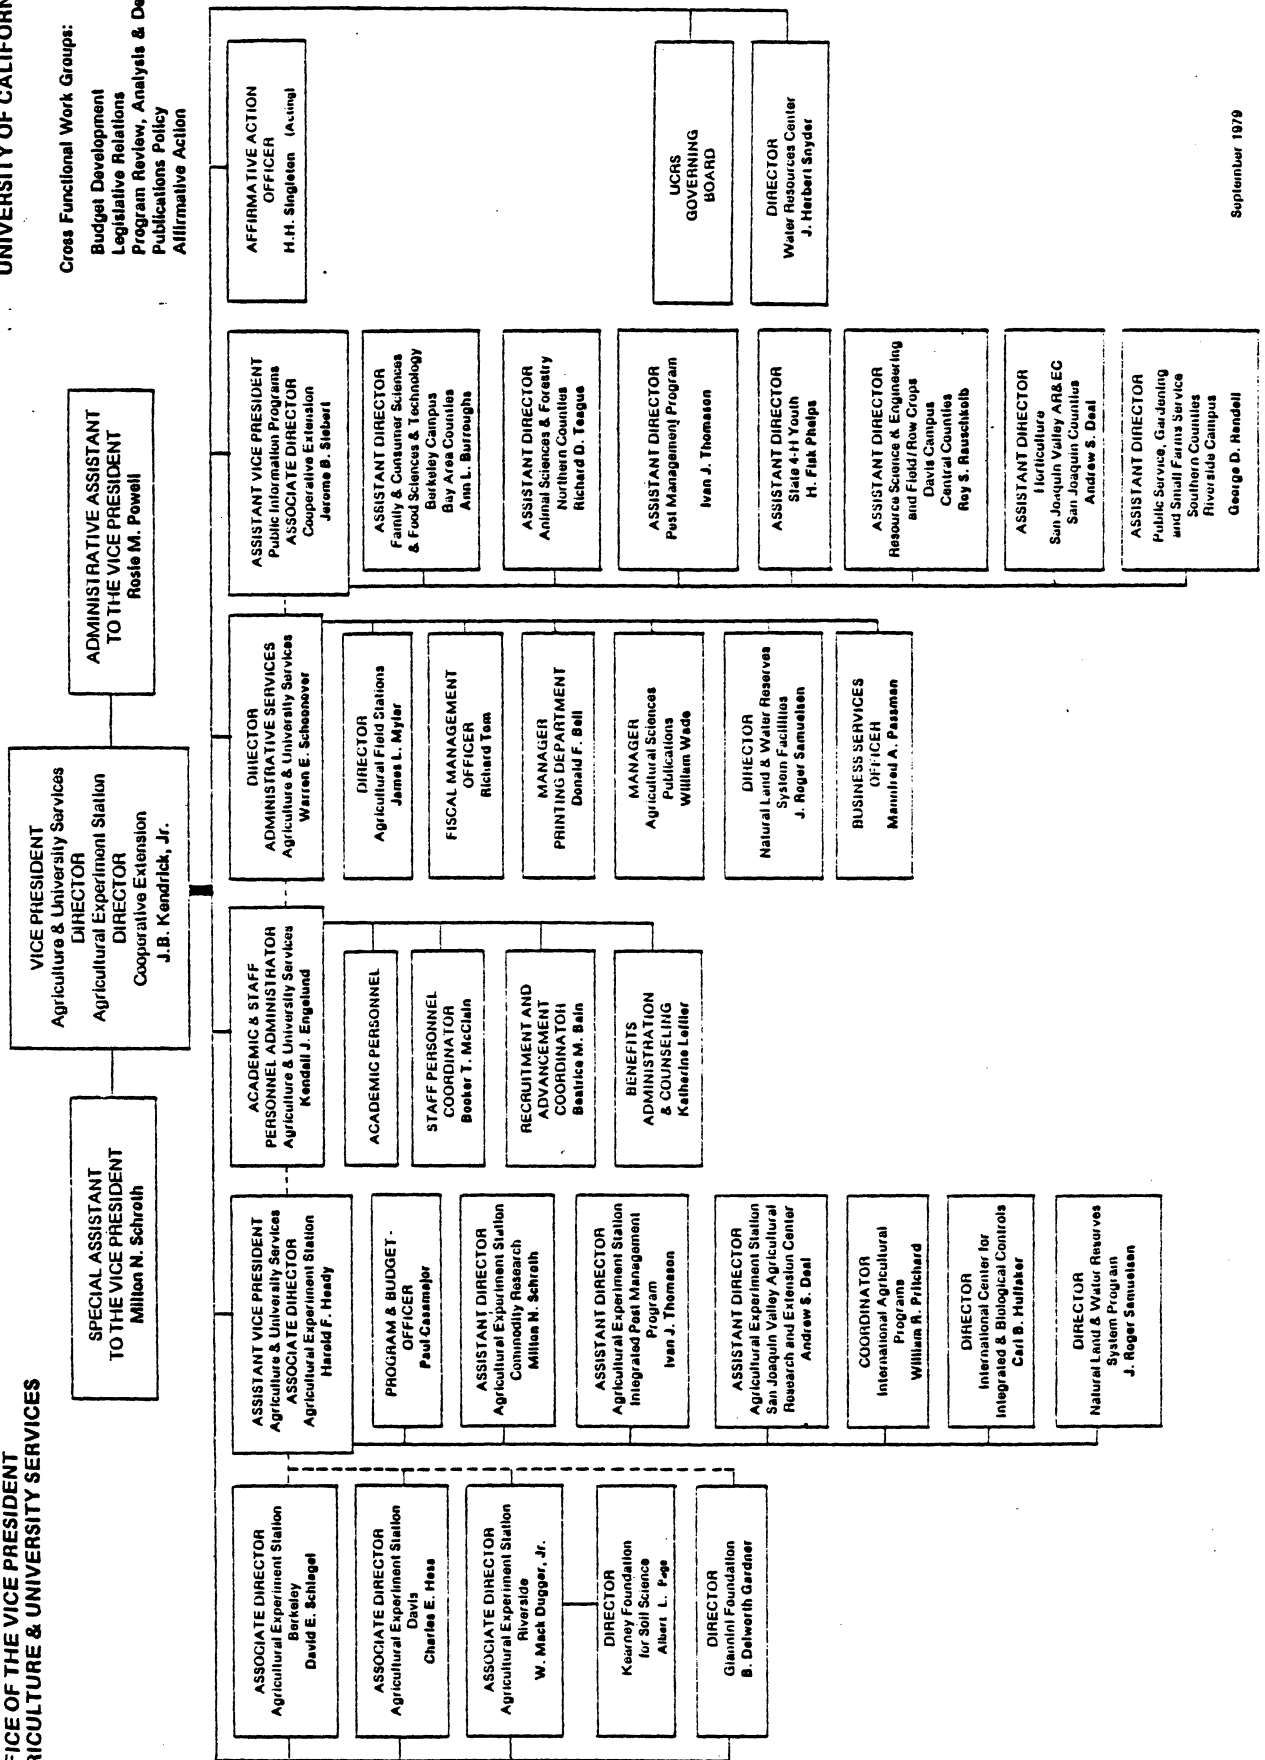 FICE OF THE VICE PRESIDENT
RICULTURE & UNIVERSITY SERVICES
UNIVERSITY OF CALIFORN
Cross Functional Work Groups:
Budget Development
Legislative Relations
Program Review, Analysis & De
Publications Policy
Affirmative Action
SPECIAL ASSISTANT
TO THE VICE PRESIDENT
Milton N. Schroth
VICE PRESIDENT
Agriculture & University Services
DIRECTOR
Agricultural Experiment Station
DIRECTOR
Cooperative Extension
J.B. Kendrick, Jr.
ADMINISTRATIVE ASSISTANT
TO THE VICE PRESIDENT
Rosie M. Powell
ASSOCIATE DIRECTOR
Agricultural Experiment Station
Berkeley
David E. Schlegel
ASSOCIATE DIRECTOR
Agricultural Experiment Station
Davis
Charles E. Hess
ASSOCIATE DIRECTOR
Agricultural Experiment Station
Riverside
W. Mack Dugger, Jr.
DIRECTOR
Kearney Foundation
for Soil Science
Albert L. Page
DIRECTOR
Giannini Foundation
B. Delworth Gardner
ASSISTANT VICE PRESIDENT
Agriculture & University Services
ASSOCIATE DIRECTOR
Agricultural Experiment Station
Harold F. Heady
PROGRAM & BUDGET -
OFFICER
Paul Casamajor
ASSISTANT DIRECTOR
Agricultural Experiment Station
Commodity Research
Milton N. Schroth
ASSISTANT DIRECTOR
Agricultural Experiment Station
Integrated Pest Management
Program
Ivan J. Thomason
ASSISTANT DIRECTOR
Agricultural Experiment Station
San Joaquin Valley Agricultural
Research and Extension Center
Andrew S. Deal
COORDINATOR
International Agricultural
Programs
William R. Pritchard
DIRECTOR
International Center for
Integrated & Biological Controls
Carl B. Huffaker
DIRECTOR
Natural Land & Water Reserves
System Program
J. Roger Samuelsen
ACADEMIC & STAFF
PERSONNEL ADMINISTRATOR
Agriculture & University Services
Kendall J. Engelund
ACADEMIC PERSONNEL
STAFF PERSONNEL
COORDINATOR
Booker T. McClain
RECRUITMENT AND
ADVANCEMENT
COORDINATOR
Beatrice M. Bain
BENEFITS
ADMINISTRATION
& COUNSELING
Katherine Leffler
DIRECTOR
ADMINISTRATIVE SERVICES
Agriculture & University Services
Warren E. Schoonover
DIRECTOR
Agricultural Field Stations
James L. Myler
FISCAL MANAGEMENT
OFFICER
Richard Tom
MANAGER
PRINTING DEPARTMENT
Donald F. Bell
MANAGER
Agricultural Sciences
Publications
William Wade
DIRECTOR
Natural Land & Water Reserves
System Facilities
J. Roger Samuelsen
BUSINESS SERVICES
OFFICER
Manfred A. Passman
ASSISTANT VICE PRESIDENT
Public Information Programs
ASSOCIATE DIRECTOR
Cooperative Extension
Jerome B. Siebert
ASSISTANT DIRECTOR
Family & Consumer Sciences
& Food Sciences & Technology
Berkeley Campus
Bay Area Counties
Ann L. Burroughs
ASSISTANT DIRECTOR
Animal Sciences & Forestry
Northern Counties
Richard D. Teague
ASSISTANT DIRECTOR
Pest Management Program
Ivan J. Thomason
ASSISTANT DIRECTOR
State 4-H Youth
H. Fisk Phelps
ASSISTANT DIRECTOR
Resource Science & Engineering
and Field/Row Crops
Davis Campus
Central Counties
Roy S. Rauschkolb
ASSISTANT DIRECTOR
Horticulture
San Joaquin Valley AR&EC
San Joaquin Counties
Andrew S. Deal
ASSISTANT DIRECTOR
Public Service, Gardening
and Small Farms Service
Southern Counties
Riverside Campus
George D. Rendell
AFFIRMATIVE ACTION
OFFICER
H.H. Singleton (Acting)
UCRS
GOVERNING
BOARD
DIRECTOR
Water Resources Center
J. Herbert Snyder
September 1979